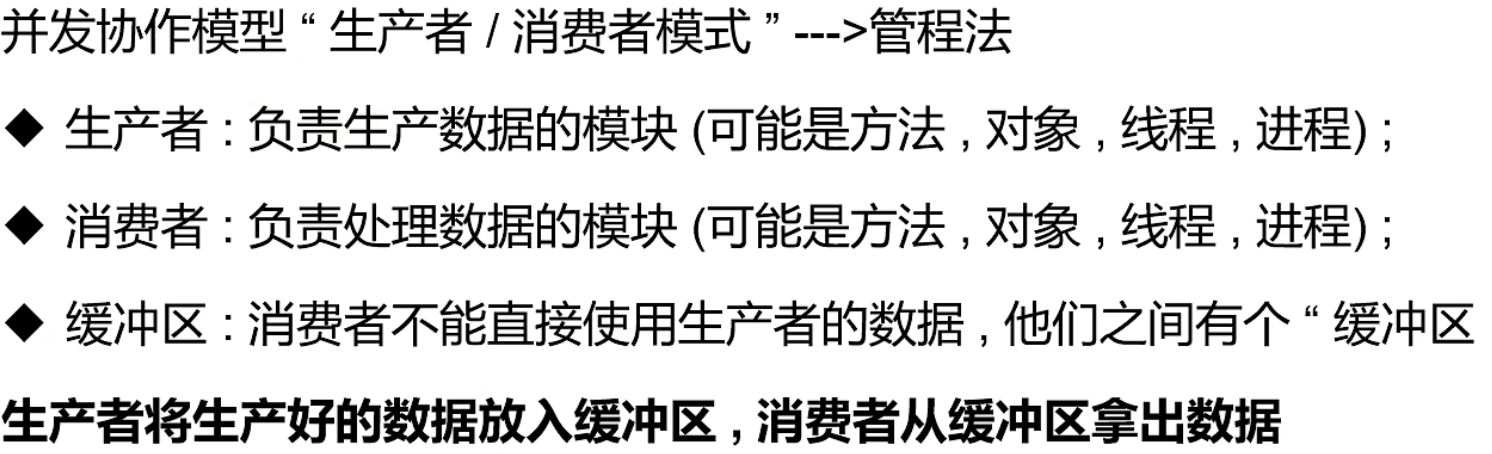 并发协作模型 “ 生产者 / 消费者模式 ” --->管程法
◆ 生产者 : 负责生产数据的模块 (可能是方法 , 对象 , 线程 , 进程) ;
◆ 消费者 : 负责处理数据的模块 (可能是方法 , 对象 , 线程 , 进程) ;
◆ 缓冲区 : 消费者不能直接使用生产者的数据 , 他们之间有个 “ 缓冲区
生产者将生产好的数据放入缓冲区 , 消费者从缓冲区拿出数据